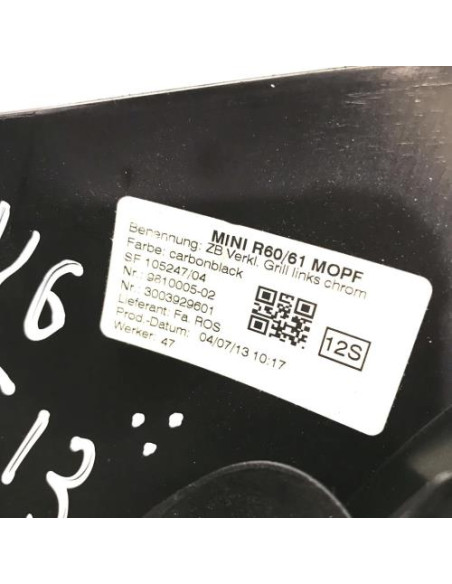 MINI R60/61 MOPF
Benennung: ZB Verkl. Grill links chrom
Farbe: carbonblack
SF 105247/04
Nr.: 9810005-02
Nr.: 3003929601
Lieferant: Fa. ROS
Prod.-Datum: 04/07/13 10:17
Werker: 47
12S
13